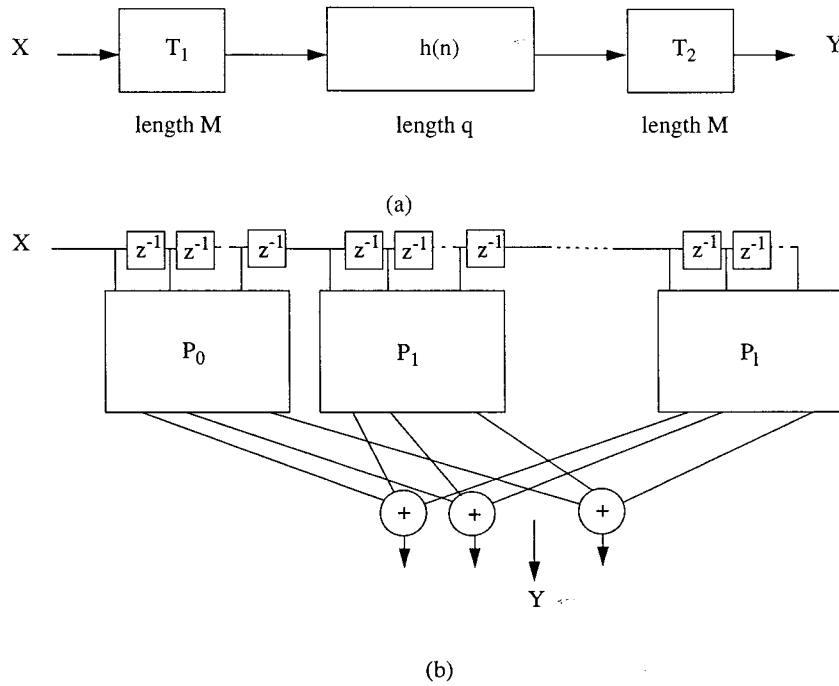 X T₁ h(n) T₂ Y
length M length q length M
(a)
X z⁻¹ z⁻¹ z⁻¹ z⁻¹ z⁻¹ z⁻¹ z⁻¹ z⁻¹
P₀ P₁ Pₗ
+ + +
Y
(b)